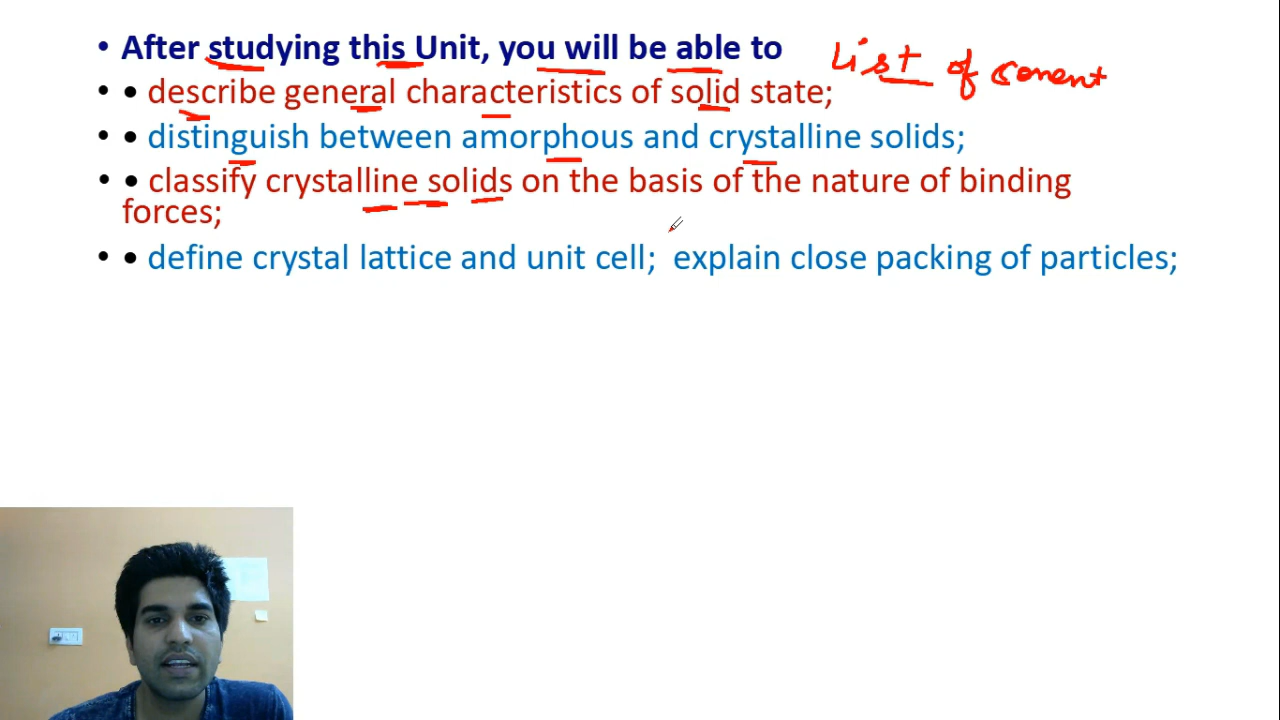 • After studying this Unit, you will be able to
List of conent
• • describe general characteristics of solid state;
• • distinguish between amorphous and crystalline solids;
• • classify crystalline solids on the basis of the nature of binding
forces;
• • define crystal lattice and unit cell; explain close packing of particles;